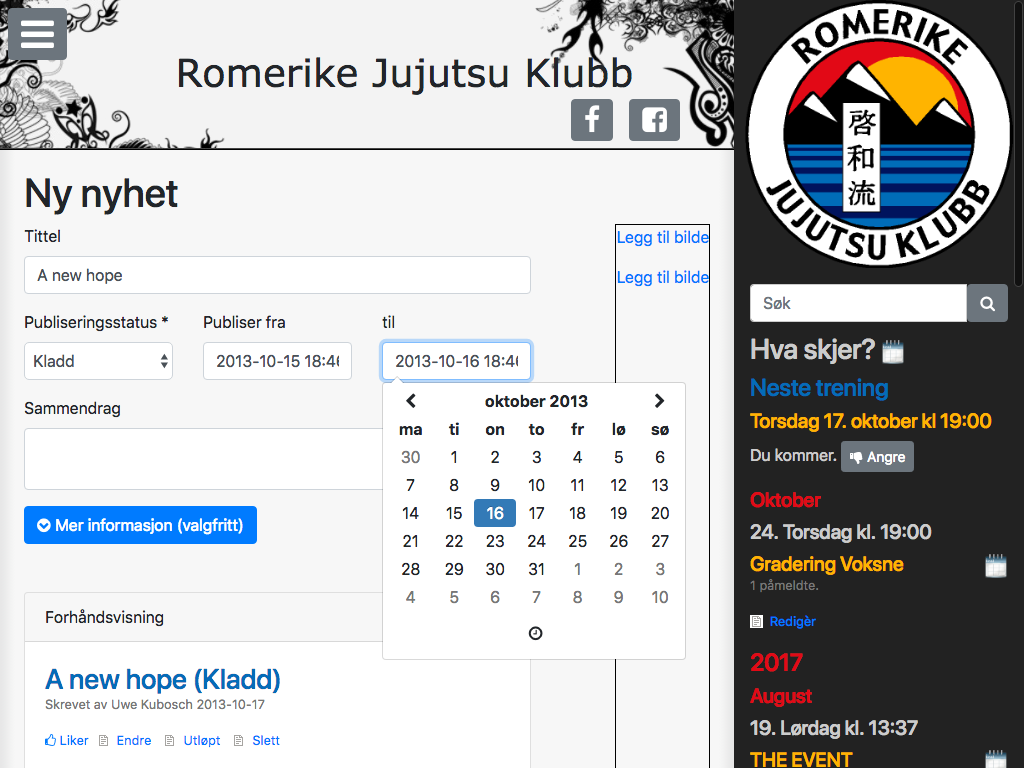 Romerike Jujutsu Klubb
Ny nyhet
Tittel
A new hope
Publiseringsstatus * Publiser fra til
Kladd 2013-10-15 18:46 2013-10-16 18:46
Sammendrag
Mer informasjon (valgfritt)
Legg til bilde
Legg til bilde
oktober 2013
ma ti on to fr lø sø
30 1 2 3 4 5 6
7 8 9 10 11 12 13
14 15 16 17 18 19 20
21 22 23 24 25 26 27
28 29 30 31 1 2 3
4 5 6 7 8 9 10
Forhåndsvisning
A new hope (Kladd)
Skrevet av Uwe Kubosch 2013-10-17
Liker Endre Utløpt Slett
ROMERIKE
啓和流
JUJUTSU KLUBB
Søk
Hva skjer?
Neste trening
Torsdag 17. oktober kl 19:00
Du kommer. Angre
Oktober
24. Torsdag kl. 19:00
Gradering Voksne
1 påmeldte.
Redigèr
2017
August
19. Lørdag kl. 13:37
THE EVENT